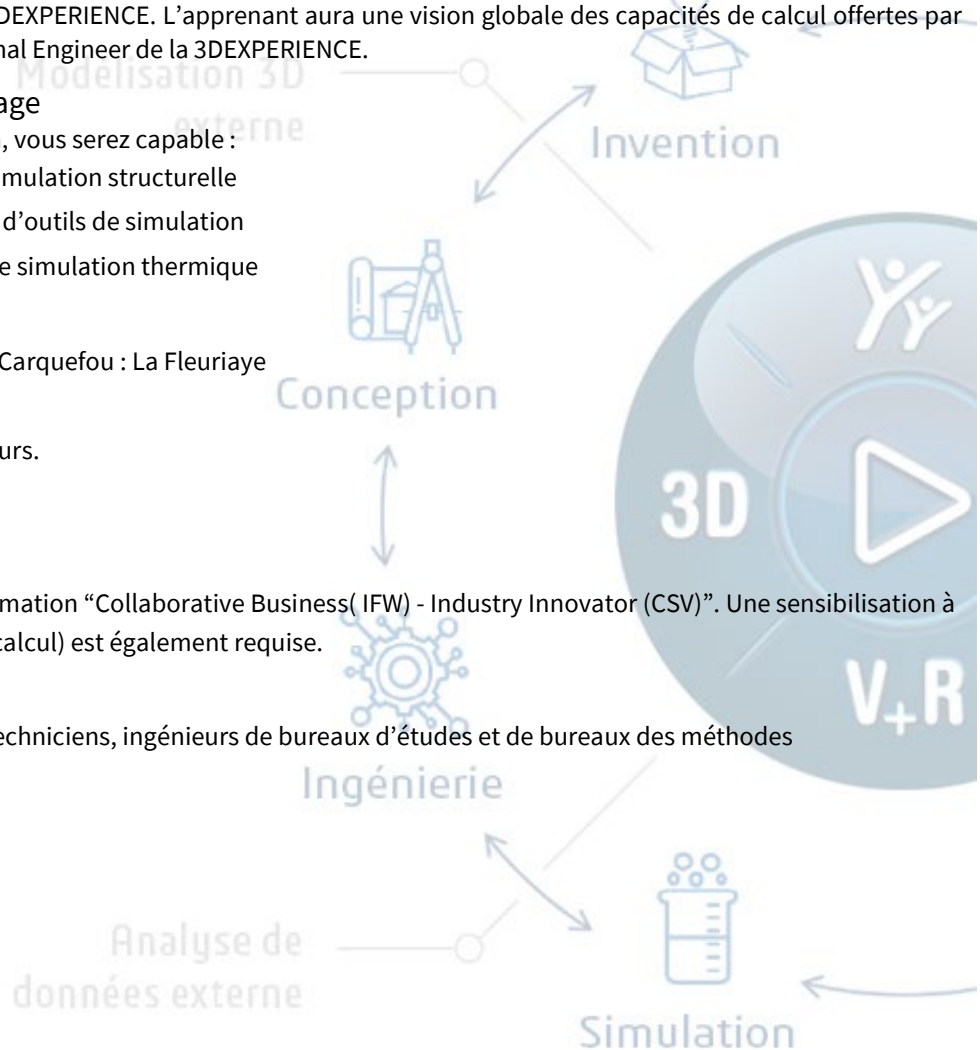 DEXPERIENCE. L’apprenant aura une vision globale des capacités de calcul offertes par
nal Engineer de la 3DEXPERIENCE.
Modélisation 3D
externe
age
, vous serez capable :
Invention
imulation structurelle
d’outils de simulation
e simulation thermique
Carquefou : La Fleuriaye
Conception
urs.
3D
mation “Collaborative Business( IFW) - Industry Innovator (CSV)”. Une sensibilisation à
calcul) est également requise.
V+R
echniciens, ingénieurs de bureaux d’études et de bureaux des méthodes
Ingénierie
Analyse de
données externe
Simulation